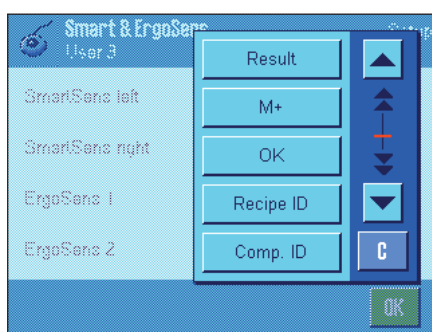 Smart & ErgoSens
User 3
SmartSens left
SmartSens right
ErgoSens 1
ErgoSens 2
Result
M+
OK
Recipe ID
Comp. ID
C
OK